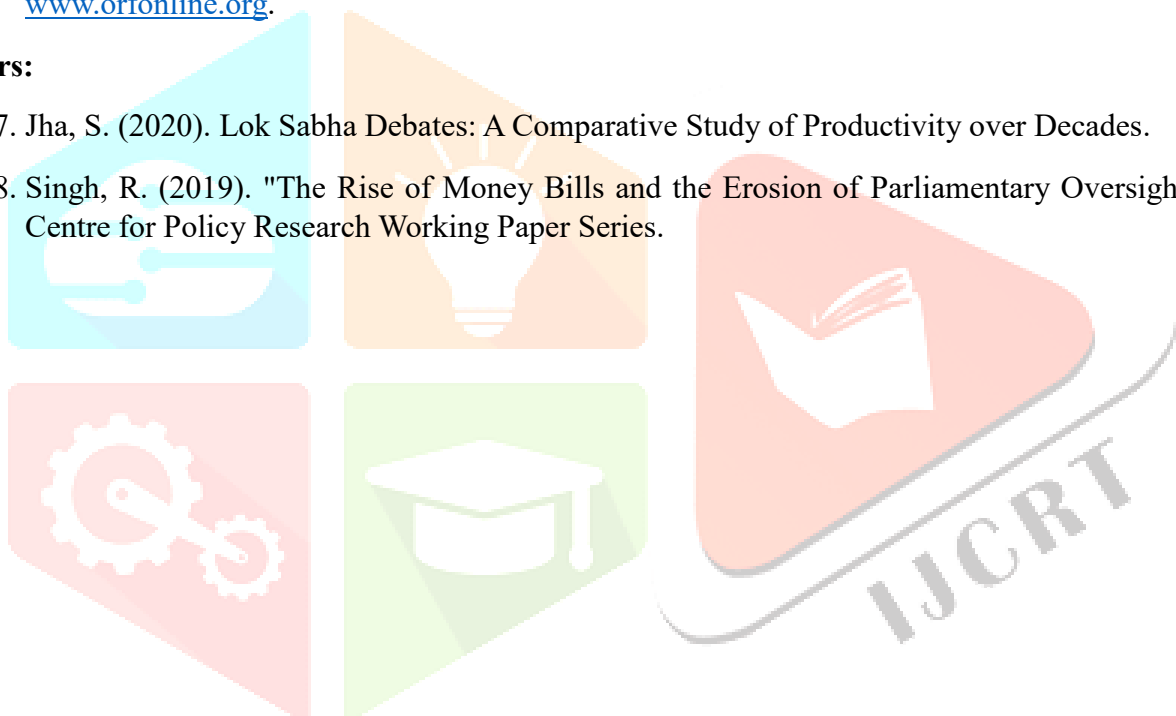 www.orfonline.org.
rs:
7. Jha, S. (2020). Lok Sabha Debates: A Comparative Study of Productivity over Decades.
8. Singh, R. (2019). "The Rise of Money Bills and the Erosion of Parliamentary Oversigh
Centre for Policy Research Working Paper Series.
IJCRT